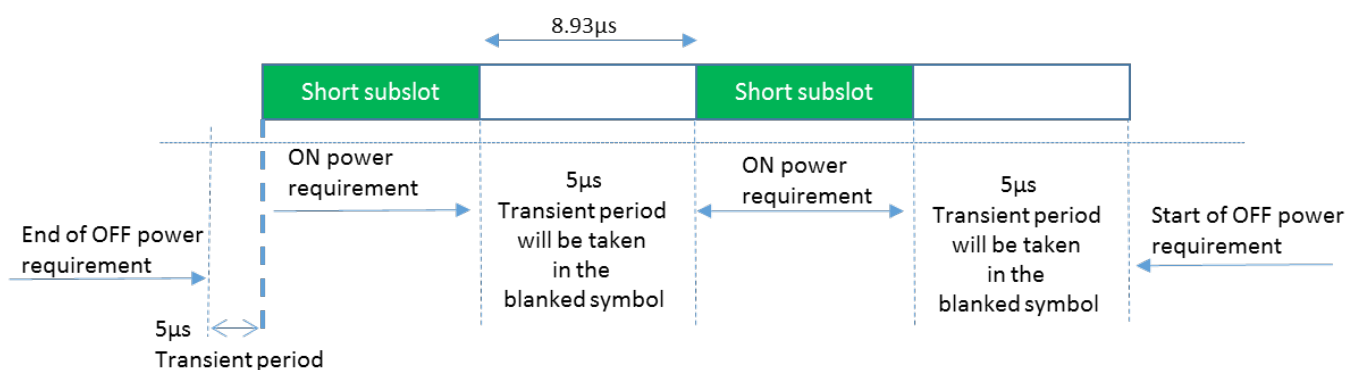 8.93µs
Short subslot
Short subslot
ON power
requirement
5µs
Transient period
will be taken
in the
blanked symbol
ON power
requirement
5µs
Transient period
will be taken
in the
blanked symbol
Start of OFF power
requirement
End of OFF power
requirement
5µs
Transient period